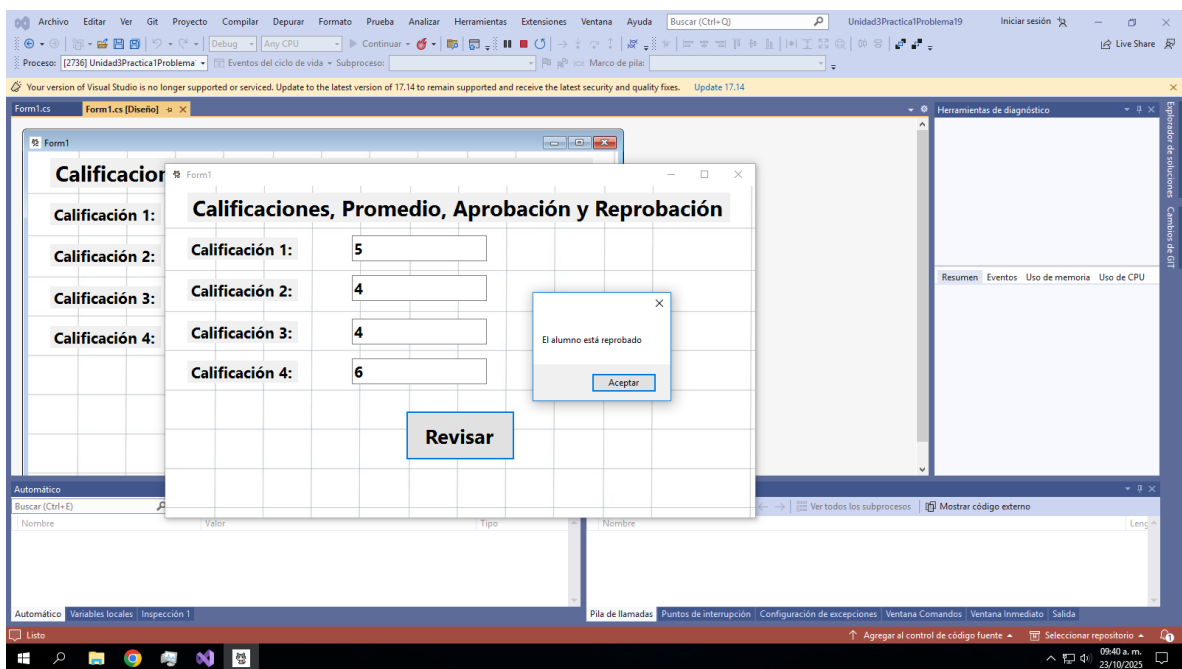 Archivo Editar Ver Git Proyecto Compilar Depurar Formato Prueba Analizar Herramientas Extensiones Ventana Ayuda Buscar (Ctrl+Q) Unidad3Practica1Problema19 Iniciar sesión
Debug Any CPU Continuar Live Share
Proceso: [2736] Unidad3Practica1Problema Eventos del ciclo de vida Subproceso: Marco de pila:
Your version of Visual Studio is no longer supported or serviced. Update to the latest version of 17.14 to remain supported and receive the latest security and quality fixes. Update 17.14
Form1.cs Form1.cs [Diseño] Herramientas de diagnóstico
Explorador de soluciones
Cambios de GIT
Form1
Calificacion
Calificación 1:
Calificación 2:
Calificación 3:
Calificación 4:
Form1
Calificaciones, Promedio, Aprobación y Reprobación
Calificación 1: 5
Calificación 2: 4
Calificación 3: 4
Calificación 4: 6
Revisar
El alumno está reprobado
Aceptar
Resumen Eventos Uso de memoria Uso de CPU
Automático
Buscar (Ctrl+E) Ver todos los subprocesos Mostrar código externo
Nombre Valor Tipo Nombre Leng
Automático Variables locales Inspección 1 Pila de llamadas Puntos de interrupción Configuración de excepciones Ventana Comandos Ventana Inmediato Salida
Listo Agregar al control de código fuente Seleccionar repositorio
09:40 a. m.
23/10/2025